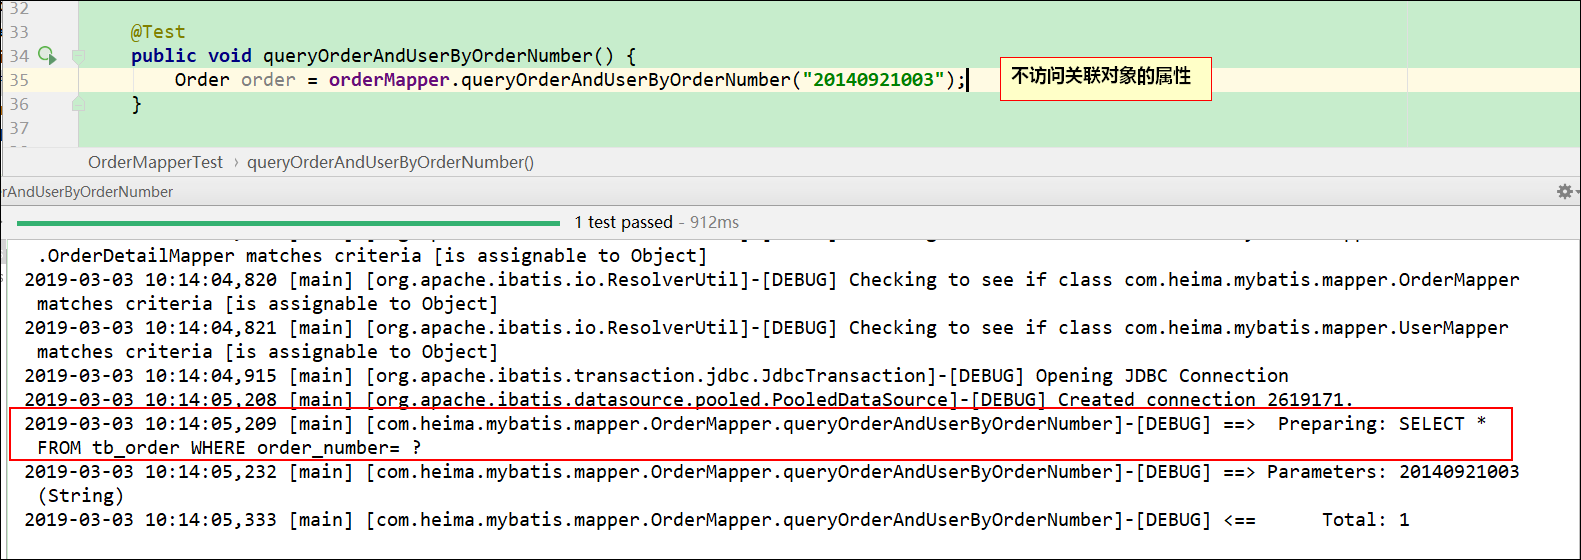 32
33 @Test
34 public void queryOrderAndUserByOrderNumber() {
35 Order order = orderMapper.queryOrderAndUserByOrderNumber("20140921003");
不访问关联对象的属性
36 }
37
OrderMapperTest › queryOrderAndUserByOrderNumber()
rAndUserByOrderNumber
1 test passed - 912ms
.OrderDetailMapper matches criteria [is assignable to Object]
2019-03-03 10:14:04,820 [main] [org.apache.ibatis.io.ResolverUtil]-[DEBUG] Checking to see if class com.heima.mybatis.mapper.OrderMapper
matches criteria [is assignable to Object]
2019-03-03 10:14:04,821 [main] [org.apache.ibatis.io.ResolverUtil]-[DEBUG] Checking to see if class com.heima.mybatis.mapper.UserMapper
matches criteria [is assignable to Object]
2019-03-03 10:14:04,915 [main] [org.apache.ibatis.transaction.jdbc.JdbcTransaction]-[DEBUG] Opening JDBC Connection
2019-03-03 10:14:05,208 [main] [org.apache.ibatis.datasource.pooled.PooledDataSource]-[DEBUG] Created connection 2619171.
2019-03-03 10:14:05,209 [main] [com.heima.mybatis.mapper.OrderMapper.queryOrderAndUserByOrderNumber]-[DEBUG] ==>  Preparing: SELECT *
FROM tb_order WHERE order_number= ?
2019-03-03 10:14:05,232 [main] [com.heima.mybatis.mapper.OrderMapper.queryOrderAndUserByOrderNumber]-[DEBUG] ==> Parameters: 20140921003
(String)
2019-03-03 10:14:05,333 [main] [com.heima.mybatis.mapper.OrderMapper.queryOrderAndUserByOrderNumber]-[DEBUG] <==      Total: 1